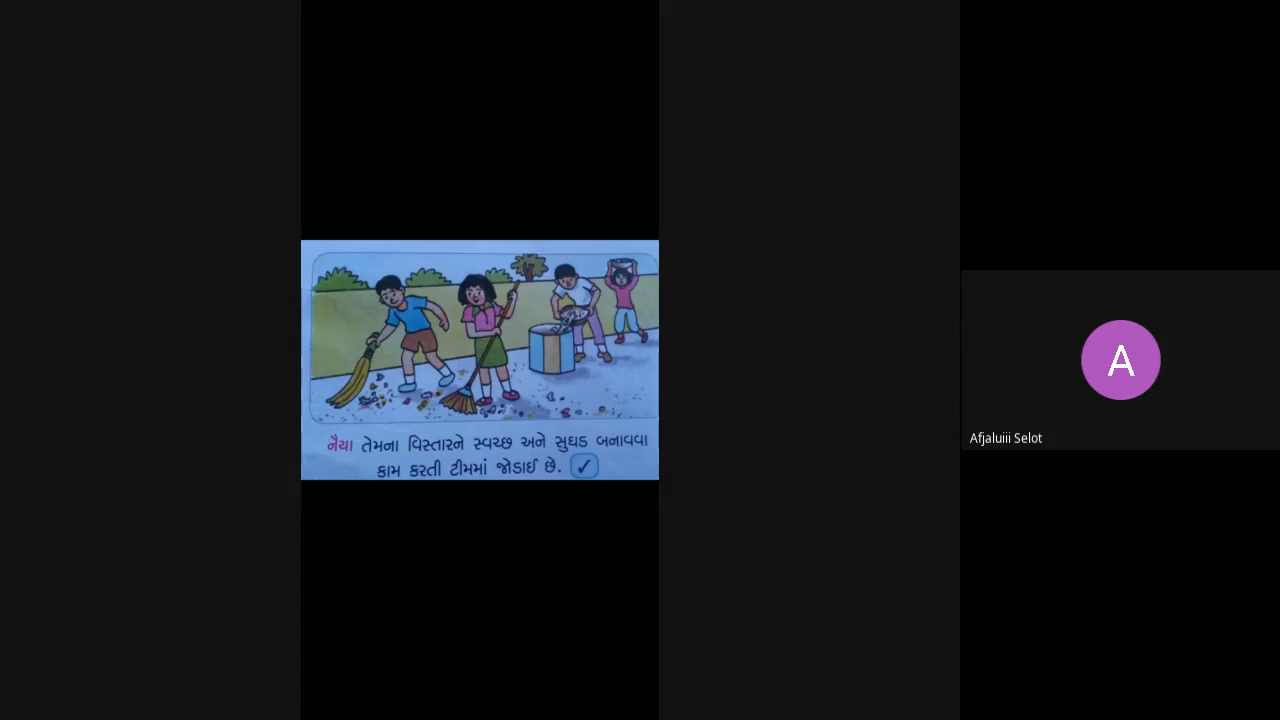 નૈયા તેમના વિસ્તારને સ્વચ્છ અને સુઘડ બનાવવા
કામ કરતી ટીમમાં જોડાઈ છે. ✓
A
Afjaluiii Selot